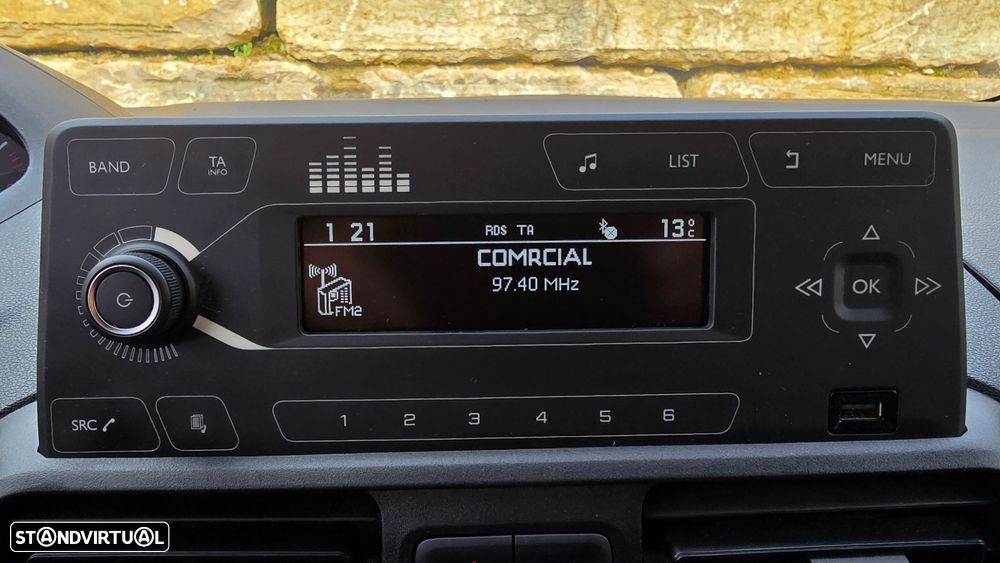 BAND
TA
INFO
LIST
MENU
1 21 RDS TA 13°C
COMRCIAL
97.40 MHz
FM2
OK
SRC
1 2 3 4 5 6
STANDVIRTUAL